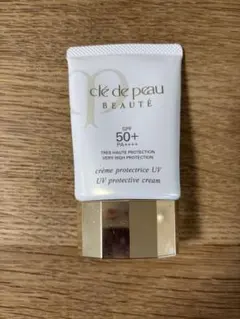 clé de peau
BEAUTÉ
SPF
50+
PA++++
TRÈS HAUTE PROTECTION
VERY HIGH PROTECTION
crème protectrice UV
UV protective cream